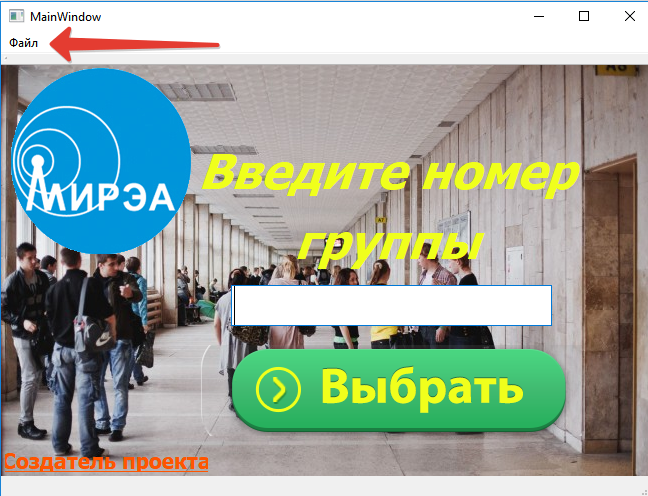 MainWindow
Файл
МИРЭА
Введите номер
группы
Выбрать
Создатель проекта